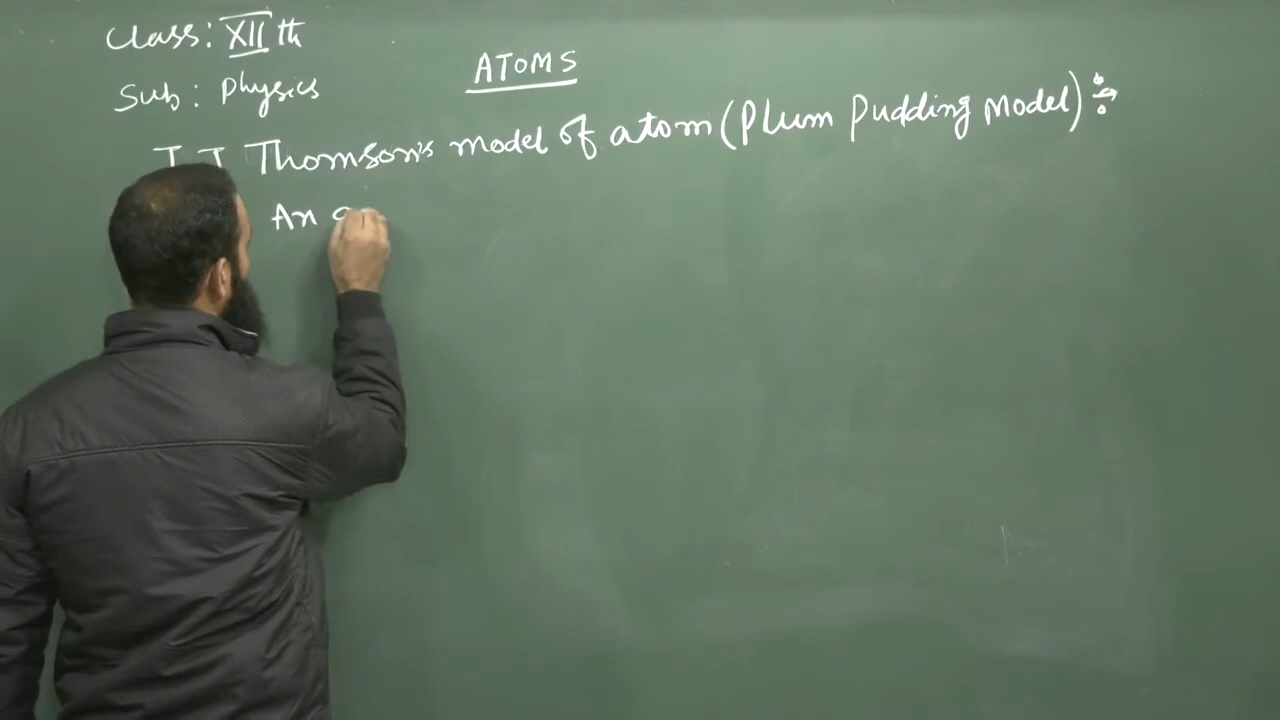 Class: XII th
Sub: Physics
ATOMS
J J Thomson's model of atom (Plum Pudding Model) :→
An